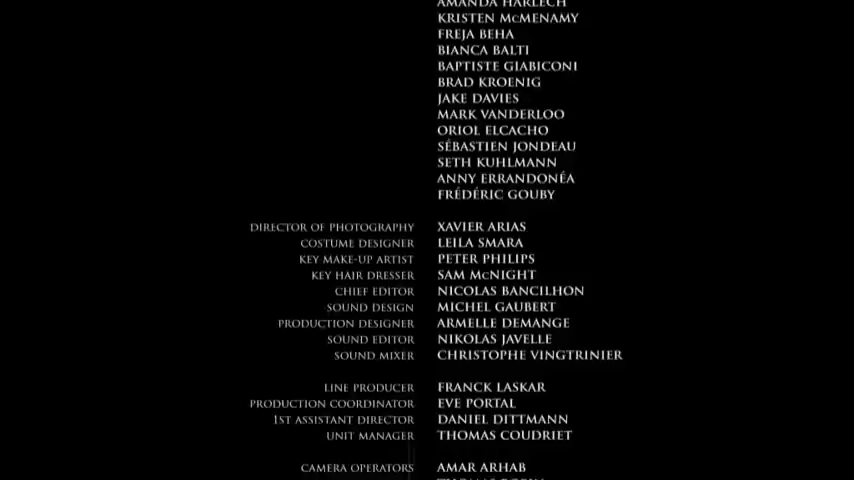 AMANDA HARLECH
KRISTEN McMENAMY
FREJA BEHA
BIANCA BALTI
BAPTISTE GIABICONI
BRAD KROENIG
JAKE DAVIES
MARK VANDERLOO
ORIOL ELCACHO
SÉBASTIEN JONDEAU
SETH KUHLMANN
ANNY ERRANDONÉA
FRÉDÉRIC GOUBY
DIRECTOR OF PHOTOGRAPHY XAVIER ARIAS
COSTUME DESIGNER LEILA SMARA
KEY MAKE-UP ARTIST PETER PHILIPS
KEY HAIR DRESSER SAM McNIGHT
CHIEF EDITOR NICOLAS BANCILHON
SOUND DESIGN MICHEL GAUBERT
PRODUCTION DESIGNER ARMELLE DEMANGE
SOUND EDITOR NIKOLAS JAVELLE
SOUND MIXER CHRISTOPHE VINGTRINIER
LINE PRODUCER FRANCK LASKAR
PRODUCTION COORDINATOR EVE PORTAL
1ST ASSISTANT DIRECTOR DANIEL DITTMANN
UNIT MANAGER THOMAS COUDRIET
CAMERA OPERATORS AMAR ARHAB